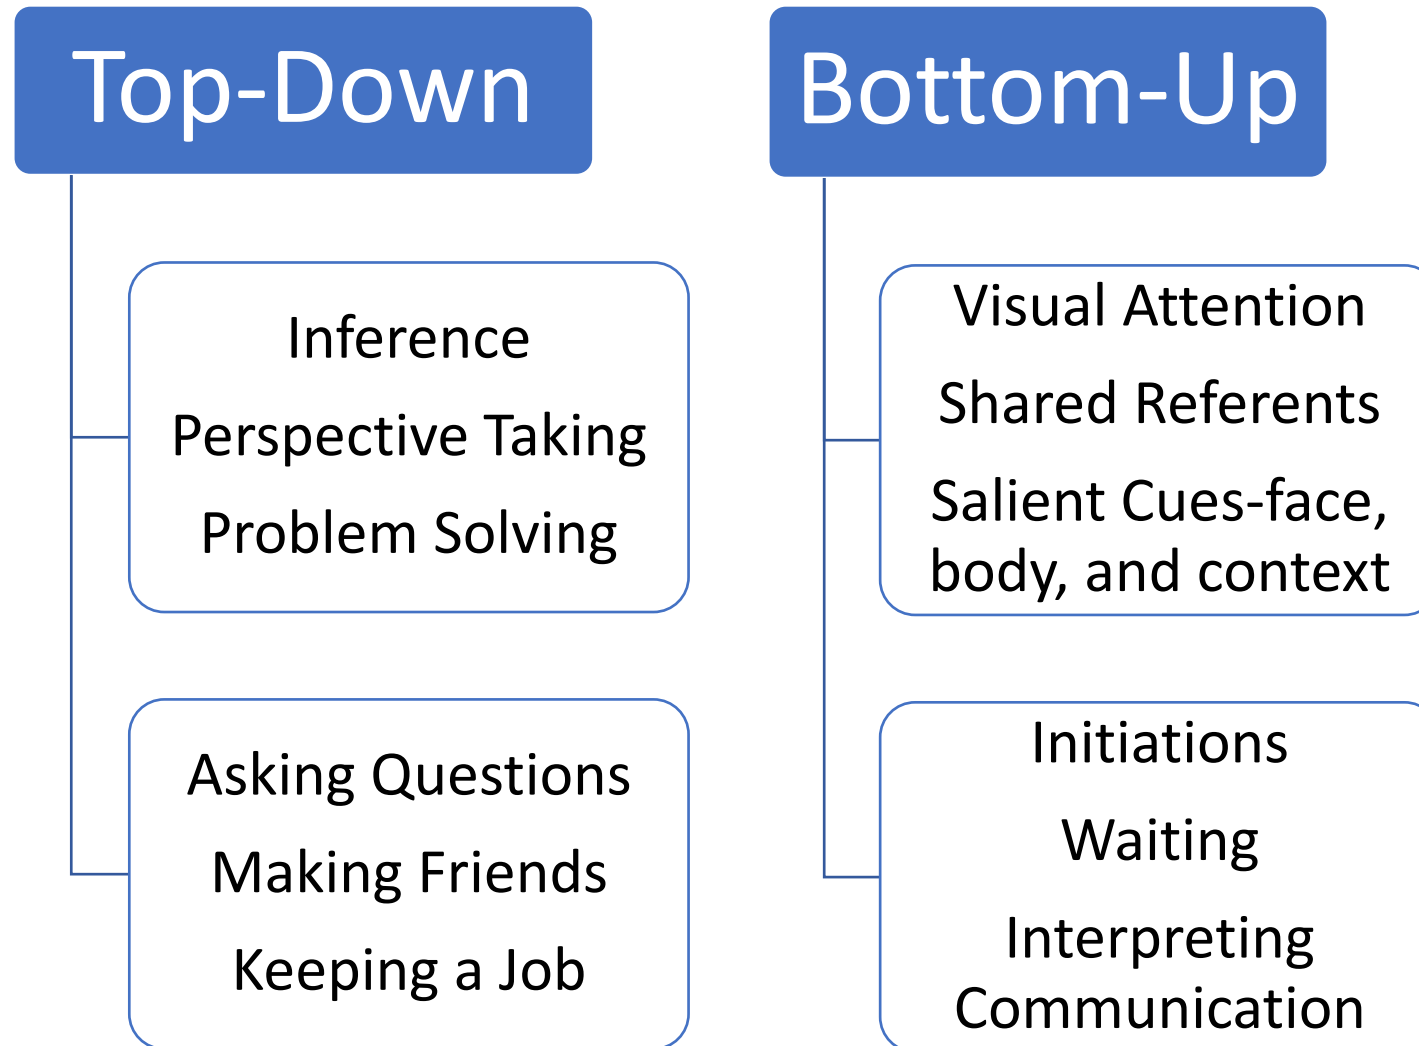 Top-Down
Inference
Perspective Taking
Problem Solving
Asking Questions
Making Friends
Keeping a Job
Bottom-Up
Visual Attention
Shared Referents
Salient Cues-face,
body, and context
Initiations
Waiting
Interpreting
Communication